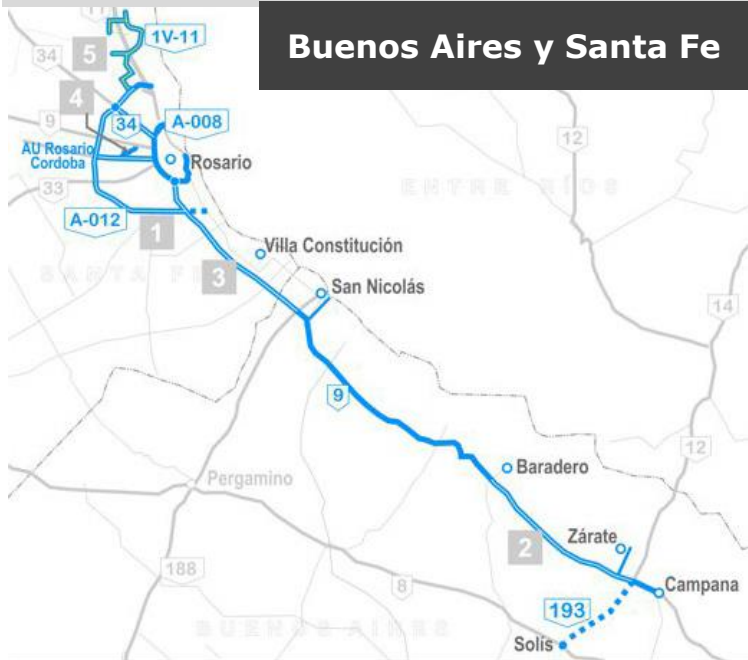 Buenos Aires y Santa Fe
11
1V-11
5
34
4
9
34
A-008
AU Rosario
Cordoba
Rosario
12
33
ENTRE RÍOS
A-012
1
Villa Constitución
SANTA FE
3
San Nicolás
14
9
12
Baradero
Pergamino
2
Zárate
188
8
Campana
193
BUENOS AIRES
Solís